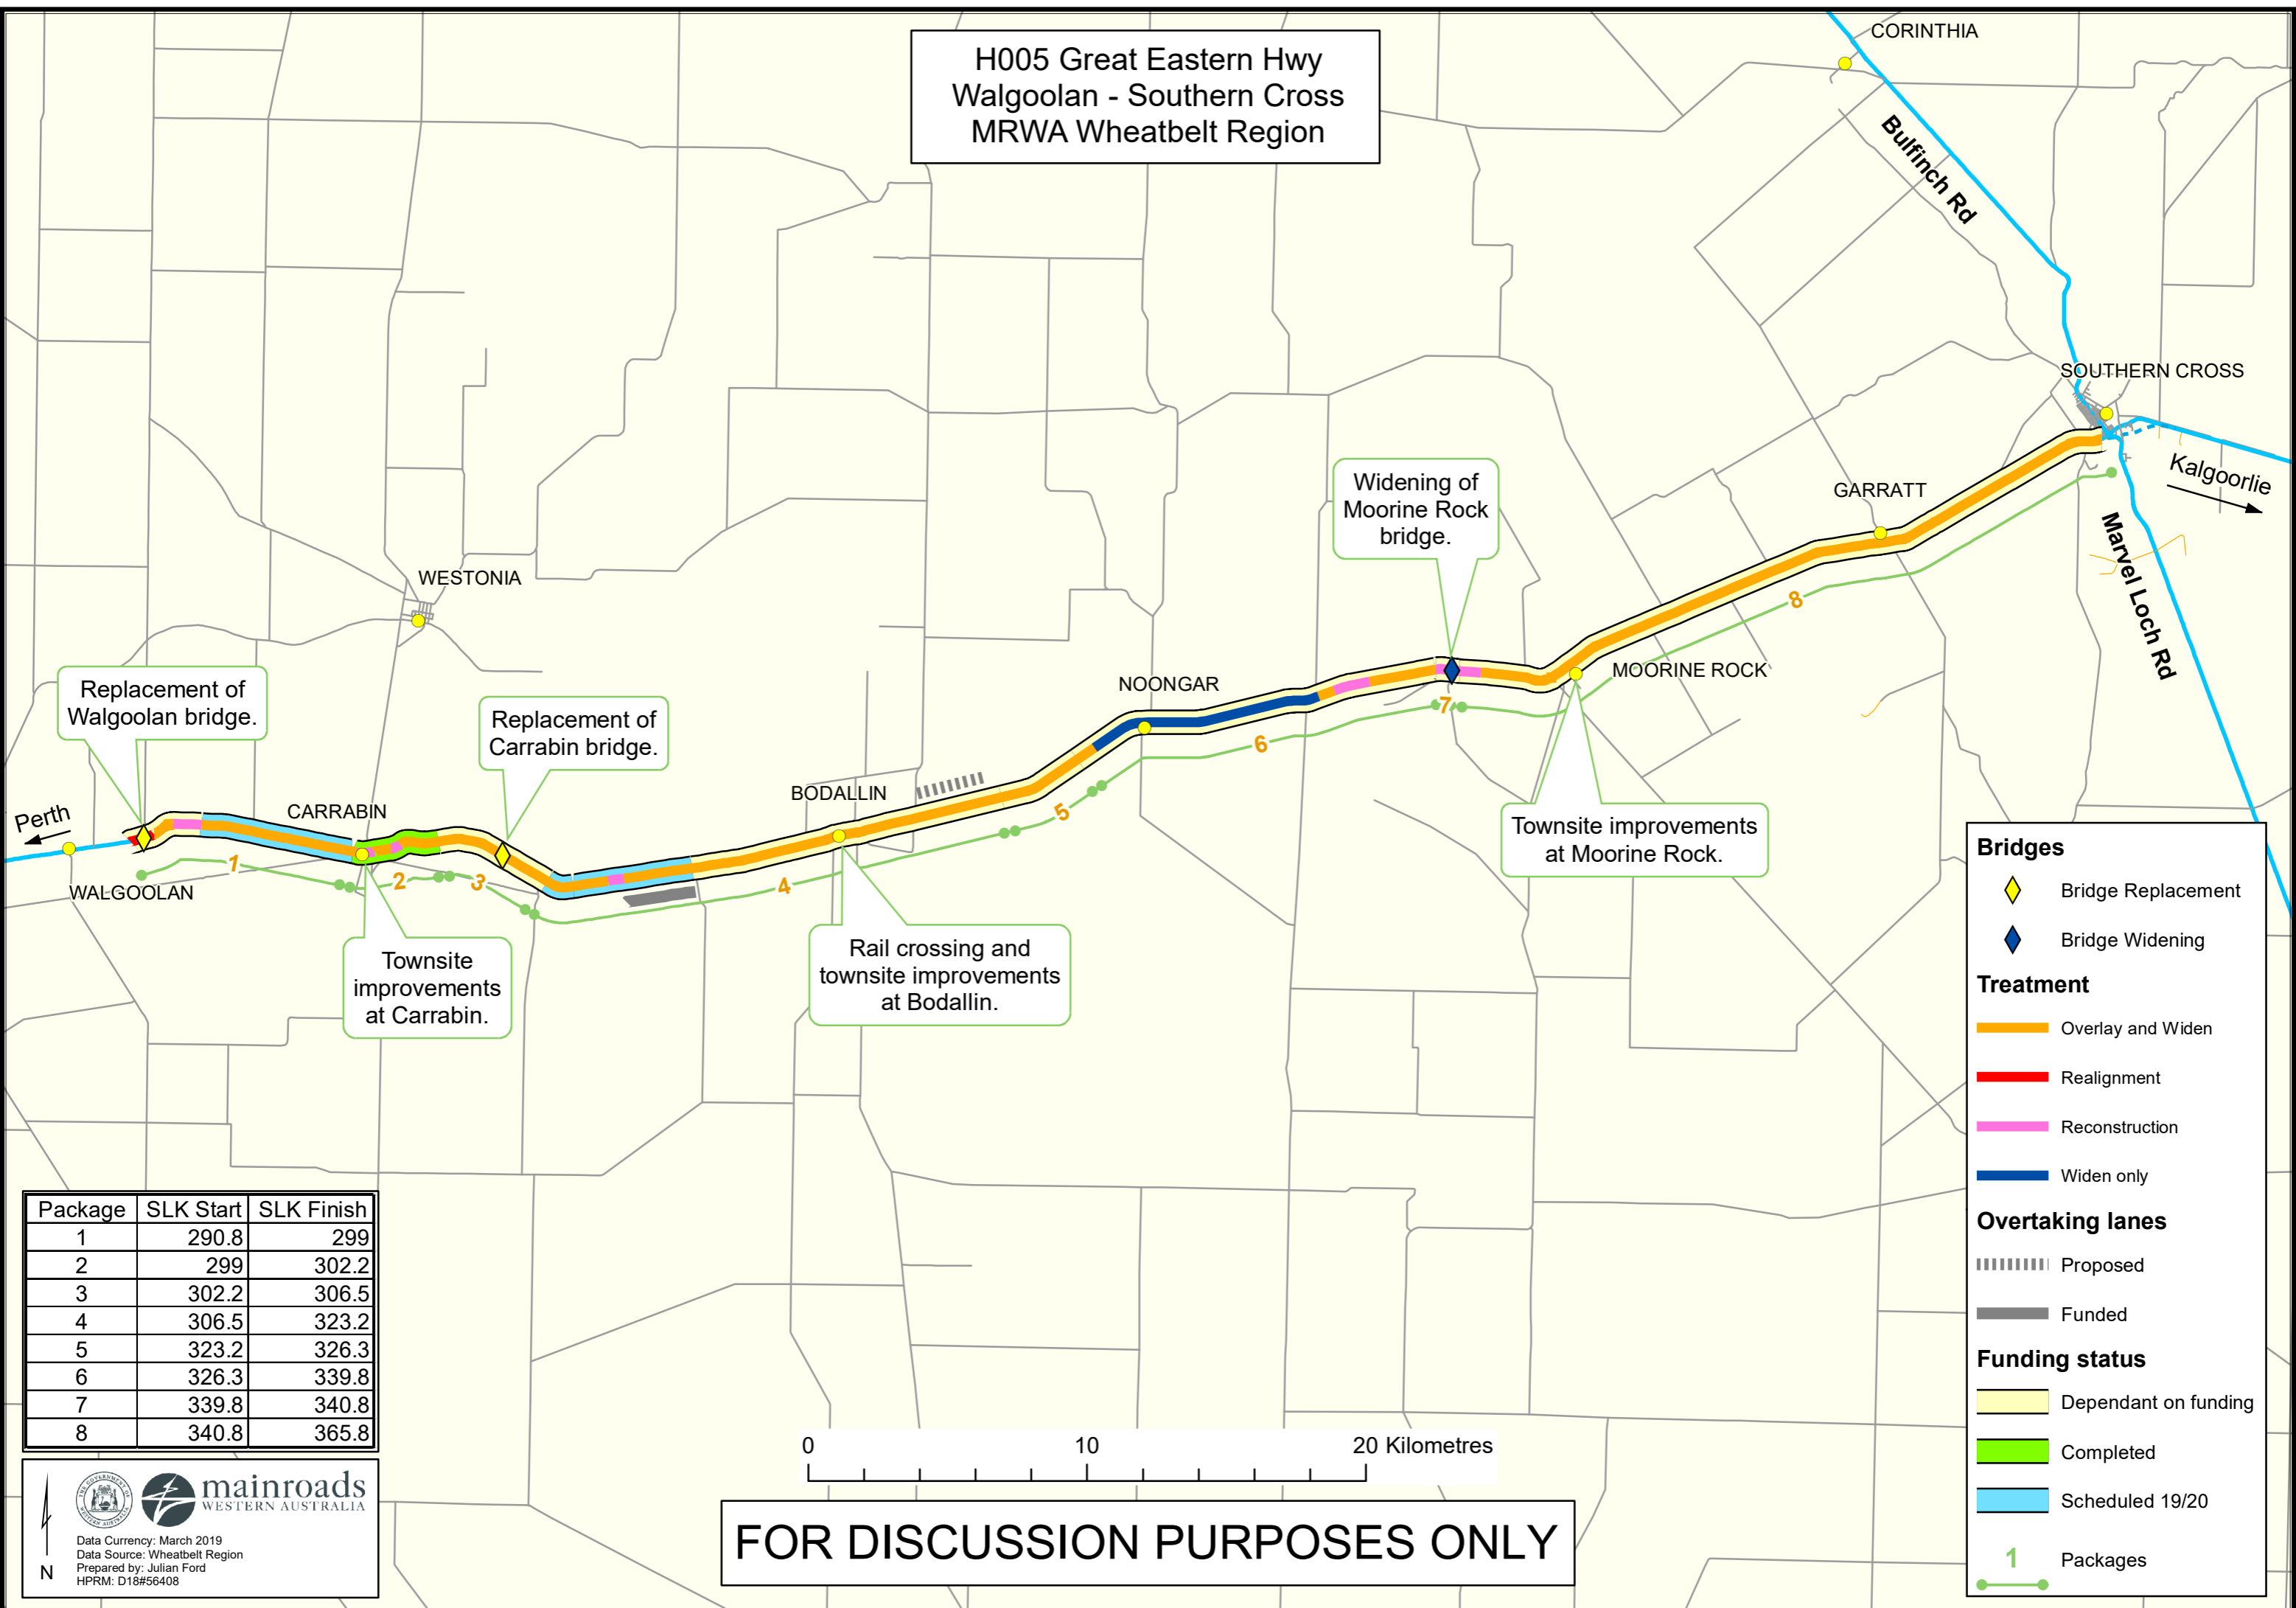 H005 Great Eastern Hwy
Walgoolan - Southern Cross
MRWA Wheatbelt Region
CORINTHIA
Bulfinch Rd
SOUTHERN CROSS
Kalgoorlie
GARRATT
Marvel Loch Rd
Widening of
Moorine Rock
bridge.
WESTONIA
8
MOORINE ROCK
NOONGAR
7
6
Replacement of
Walgoolan bridge.
Replacement of
Carrabin bridge.
Perth
CARRABIN
BODALLIN
5
WALGOOLAN
1
2
3
4
Townsite improvements
at Moorine Rock.
Townsite
improvements
at Carrabin.
Rail crossing and
townsite improvements
at Bodallin.
Bridges
Bridge Replacement
Bridge Widening
Treatment
Overlay and Widen
Realignment
Reconstruction
Widen only
Overtaking lanes
Proposed
Funded
Funding status
Dependant on funding
Completed
Scheduled 19/20
1 Packages
Package SLK Start SLK Finish
1 290.8 299
2 299 302.2
3 302.2 306.5
4 306.5 323.2
5 323.2 326.3
6 326.3 339.8
7 339.8 340.8
8 340.8 365.8
0 10 20 Kilometres
THE GOVERNMENT OF
WESTERN AUSTRALIA
mainroads
WESTERN AUSTRALIA
Data Currency: March 2019
Data Source: Wheatbelt Region
Prepared by: Julian Ford
HPRM: D18#56408
N
FOR DISCUSSION PURPOSES ONLY